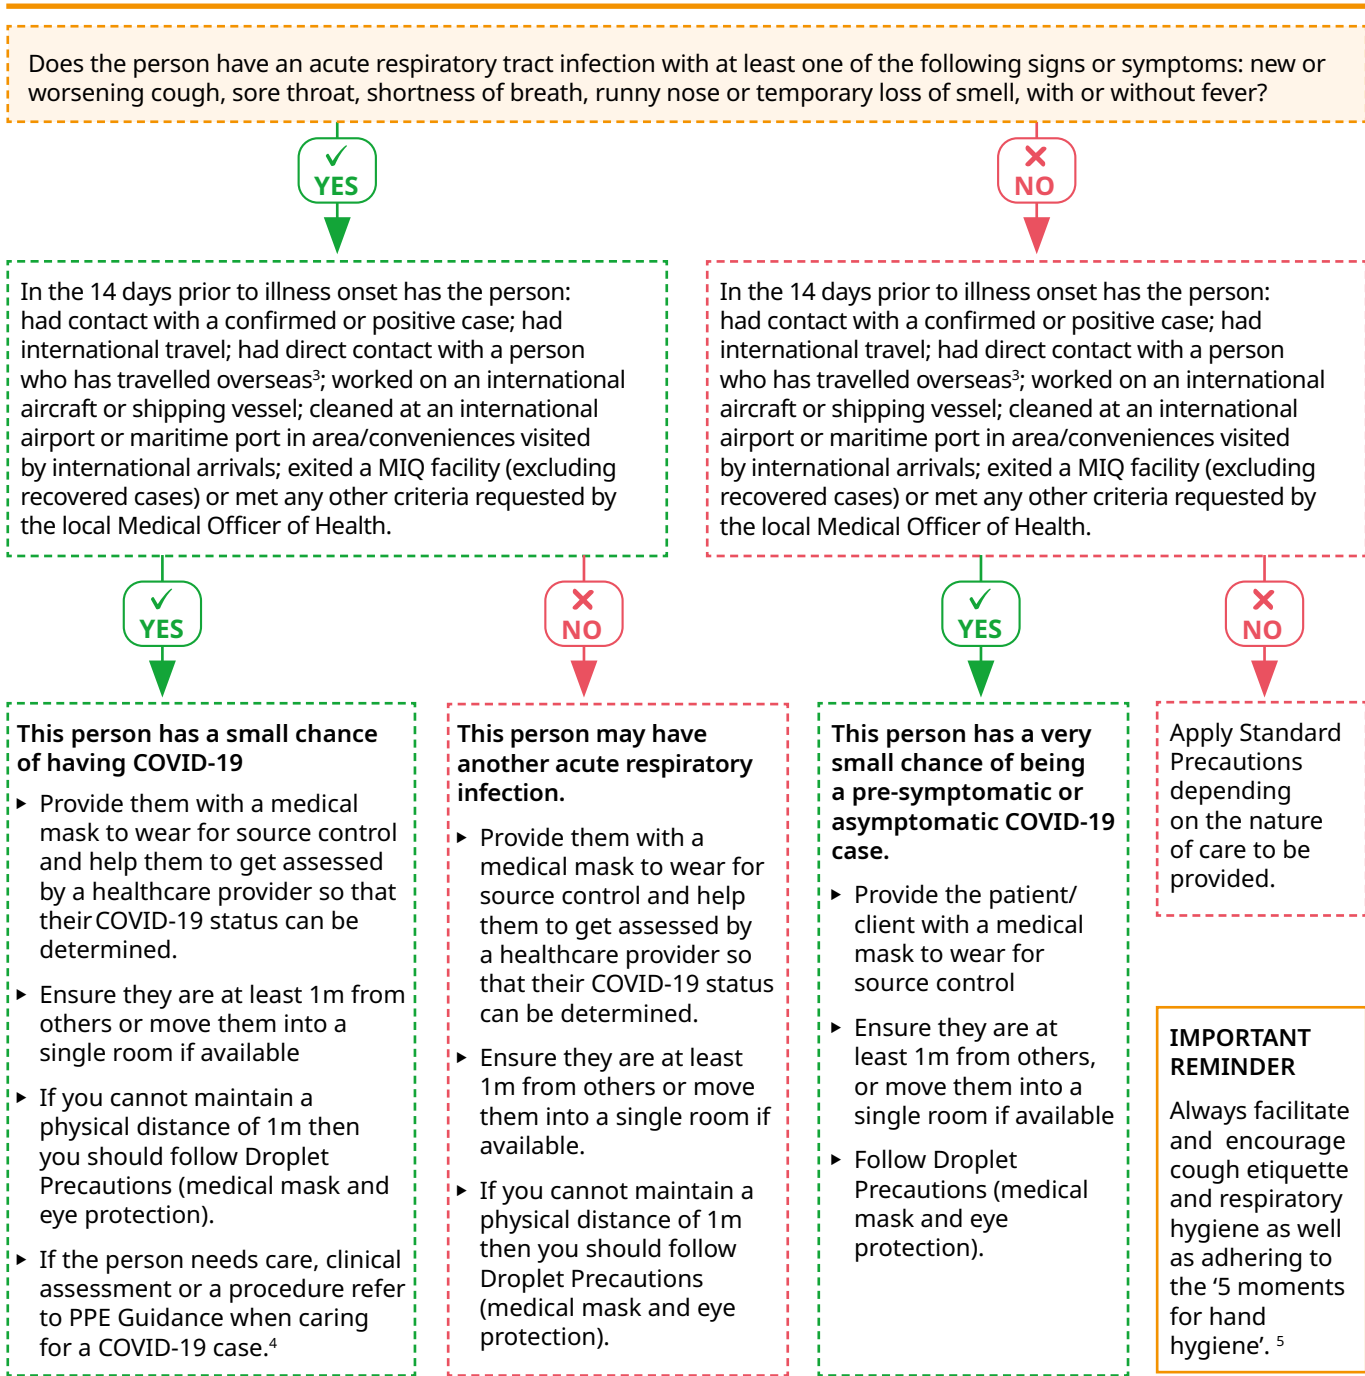 Does the person have an acute respiratory tract infection with at least one of the following signs or symptoms: new or
worsening cough, sore throat, shortness of breath, runny nose or temporary loss of smell, with or without fever?
YES
NO
In the 14 days prior to illness onset has the person:
had contact with a confirmed or positive case; had
international travel; had direct contact with a person
who has travelled overseas³; worked on an international
aircraft or shipping vessel; cleaned at an international
airport or maritime port in area/conveniences visited
by international arrivals; exited a MIQ facility (excluding
recovered cases) or met any other criteria requested by
the local Medical Officer of Health.
In the 14 days prior to illness onset has the person:
had contact with a confirmed or positive case; had
international travel; had direct contact with a person
who has travelled overseas³; worked on an international
aircraft or shipping vessel; cleaned at an international
airport or maritime port in area/conveniences visited
by international arrivals; exited a MIQ facility (excluding
recovered cases) or met any other criteria requested by
the local Medical Officer of Health.
YES
NO
YES
NO
This person has a small chance
of having COVID-19
▸ Provide them with a medical
mask to wear for source control
and help them to get assessed
by a healthcare provider so that
their COVID-19 status can be
determined.
▸ Ensure they are at least 1m from
others or move them into a
single room if available
▸ If you cannot maintain a
physical distance of 1m then
you should follow Droplet
Precautions (medical mask and
eye protection).
▸ If the person needs care, clinical
assessment or a procedure refer
to PPE Guidance when caring
for a COVID-19 case.⁴
This person may have
another acute respiratory
infection.
▸ Provide them with a
medical mask to wear for
source control and help
them to get assessed by
a healthcare provider so
that their COVID-19 status
can be determined.
▸ Ensure they are at least
1m from others or move
them into a single room if
available.
▸ If you cannot maintain a
physical distance of 1m
then you should follow
Droplet Precautions
(medical mask and eye
protection).
This person has a very
small chance of being
a pre-symptomatic or
asymptomatic COVID-19
case.
▸ Provide the patient/
client with a medical
mask to wear for
source control
▸ Ensure they are at
least 1m from others,
or move them into a
single room if available
▸ Follow Droplet
Precautions (medical
mask and eye
protection).
Apply Standard
Precautions
depending
on the nature
of care to be
provided.
IMPORTANT
REMINDER
Always facilitate
and encourage
cough etiquette
and respiratory
hygiene as well
as adhering to
the ‘5 moments
for hand
hygiene’. ⁵